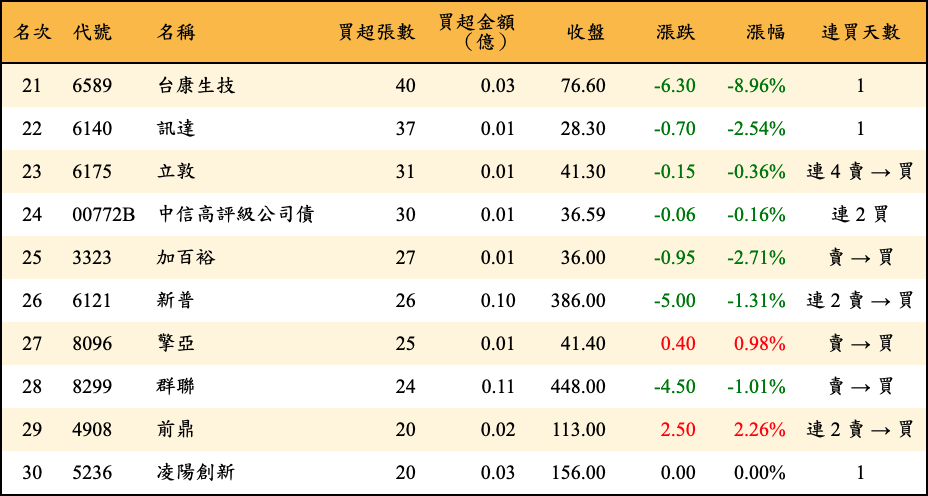 名次 代號 名稱 買超張數 買超金額（億） 收盤 漲跌 漲幅 連買天數
21 6589 台康生技 40 0.03 76.60 -6.30 -8.96% 1
22 6140 訊達 37 0.01 28.30 -0.70 -2.54% 1
23 6175 立敦 31 0.01 41.30 -0.15 -0.36% 連 4 賣 → 買
24 00772B 中信高評級公司債 30 0.01 36.59 -0.06 -0.16% 連 2 買
25 3323 加百裕 27 0.01 36.00 -0.95 -2.71% 賣 → 買
26 6121 新普 26 0.10 386.00 -5.00 -1.31% 連 2 賣 → 買
27 8096 擎亞 25 0.01 41.40 0.40 0.98% 賣 → 買
28 8299 群聯 24 0.11 448.00 -4.50 -1.01% 賣 → 買
29 4908 前鼎 20 0.02 113.00 2.50 2.26% 連 2 賣 → 買
30 5236 凌陽創新 20 0.03 156.00 0.00 0.00% 1